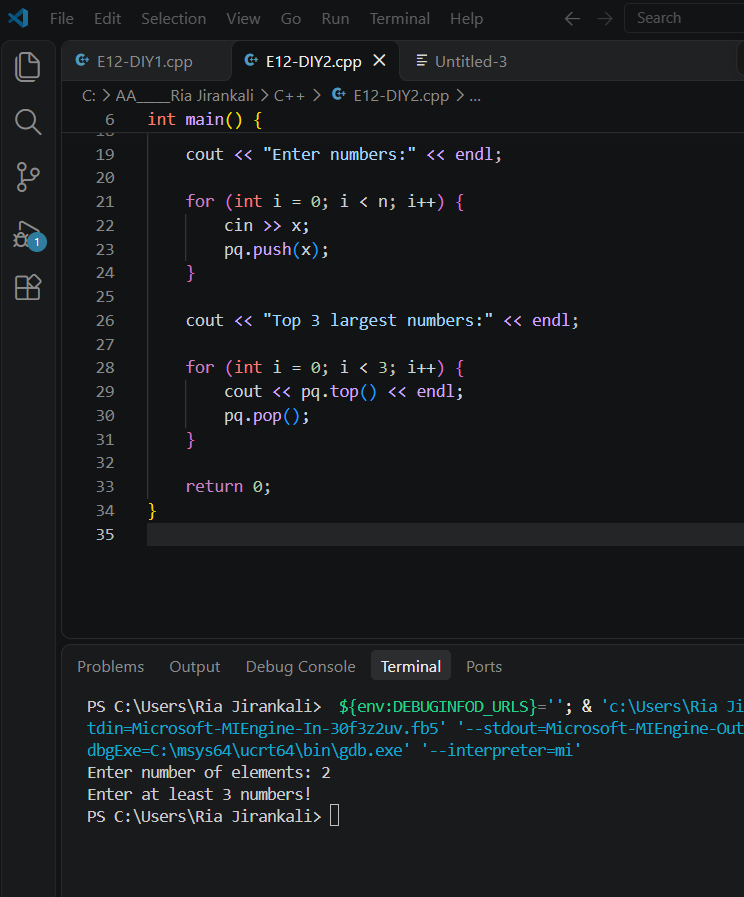 File Edit Selection View Go Run Terminal Help Search
E12-DIY1.cpp E12-DIY2.cpp Untitled-3
C: > AA____Ria Jirankali > C++ > E12-DIY2.cpp > ...
6 int main() {
19 cout << "Enter numbers:" << endl;
20
21 for (int i = 0; i < n; i++) {
22 cin >> x;
23 pq.push(x);
24 }
25
26 cout << "Top 3 largest numbers:" << endl;
27
28 for (int i = 0; i < 3; i++) {
29 cout << pq.top() << endl;
30 pq.pop();
31 }
32
33 return 0;
34 }
35
1
Problems Output Debug Console Terminal Ports
PS C:\Users\Ria Jirankali> ${env:DEBUGINFOD_URLS}=''; & 'c:\Users\Ria Ji
tdin=Microsoft-MIEngine-In-30f3z2uv.fb5' '--stdout=Microsoft-MIEngine-Out
dbgExe=C:\msys64\ucrt64\bin\gdb.exe' '--interpreter=mi'
Enter number of elements: 2
Enter at least 3 numbers!
PS C:\Users\Ria Jirankali>